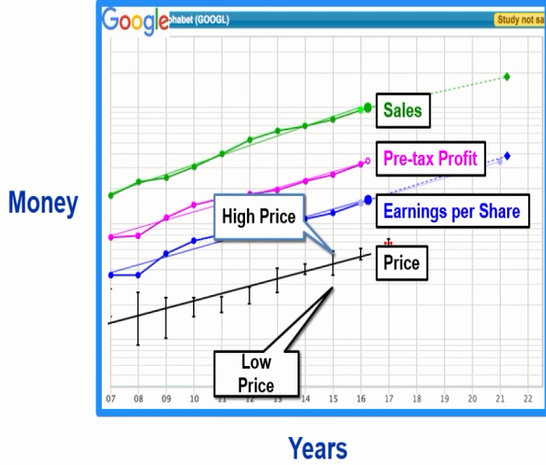 Google
phabet (GOOGL)
Study not sa
Sales
Pre-tax Profit
Money
Earnings per Share
High Price
Price
Low
Price
07 08 09 10 11 12 13 14 15 16 17 18 19 20 21 22
Years